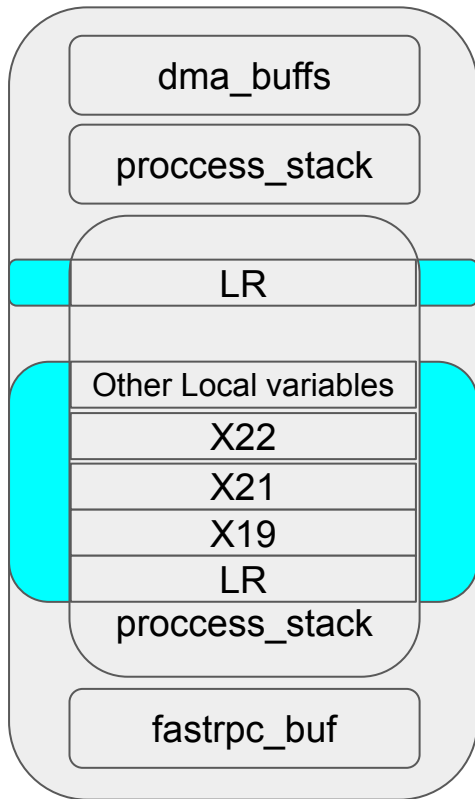 dma_buffs
proccess_stack
LR
Other Local variables
X22
X21
X19
LR
proccess_stack
fastrpc_buf